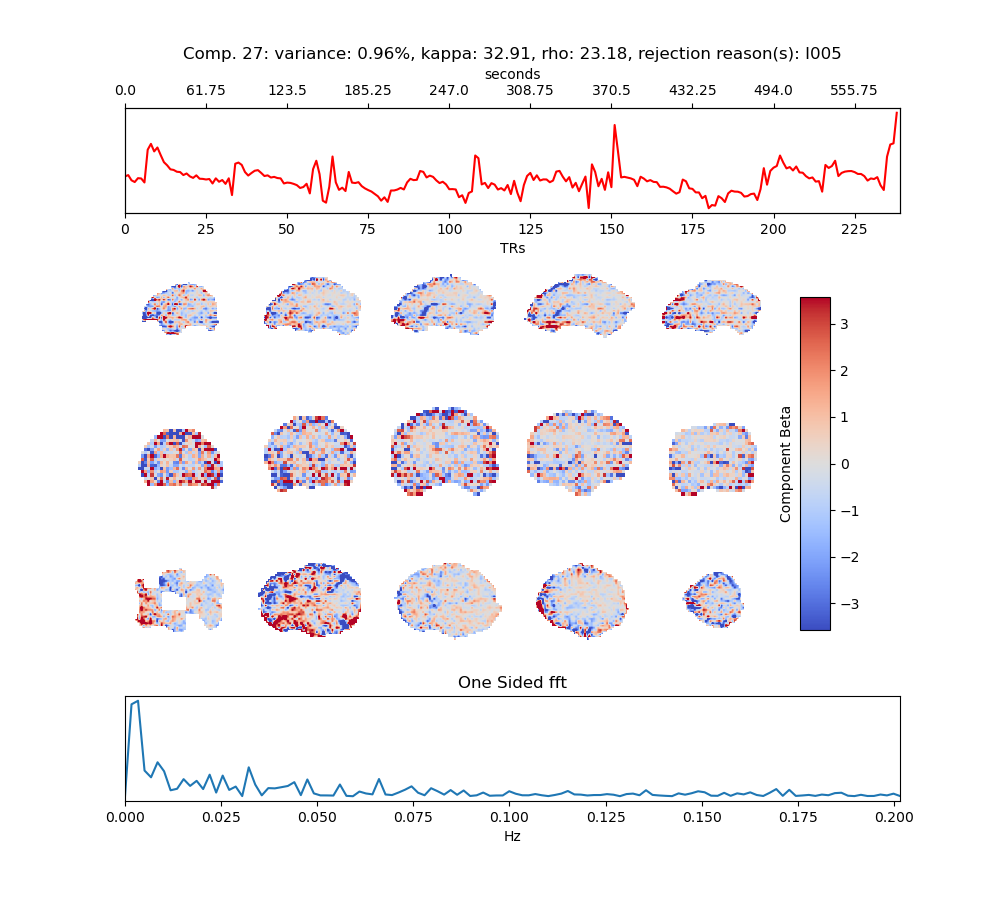 Comp. 27: variance: 0.96%, kappa: 32.91, rho: 23.18, rejection reason(s): I005
seconds
0.0 61.75 123.5 185.25 247.0 308.75 370.5 432.25 494.0 555.75
0 25 50 75 100 125 150 175 200 225
TRs
3
2
1
0
−1
−2
−3
Component Beta
One Sided fft
0.000 0.025 0.050 0.075 0.100 0.125 0.150 0.175 0.200
Hz